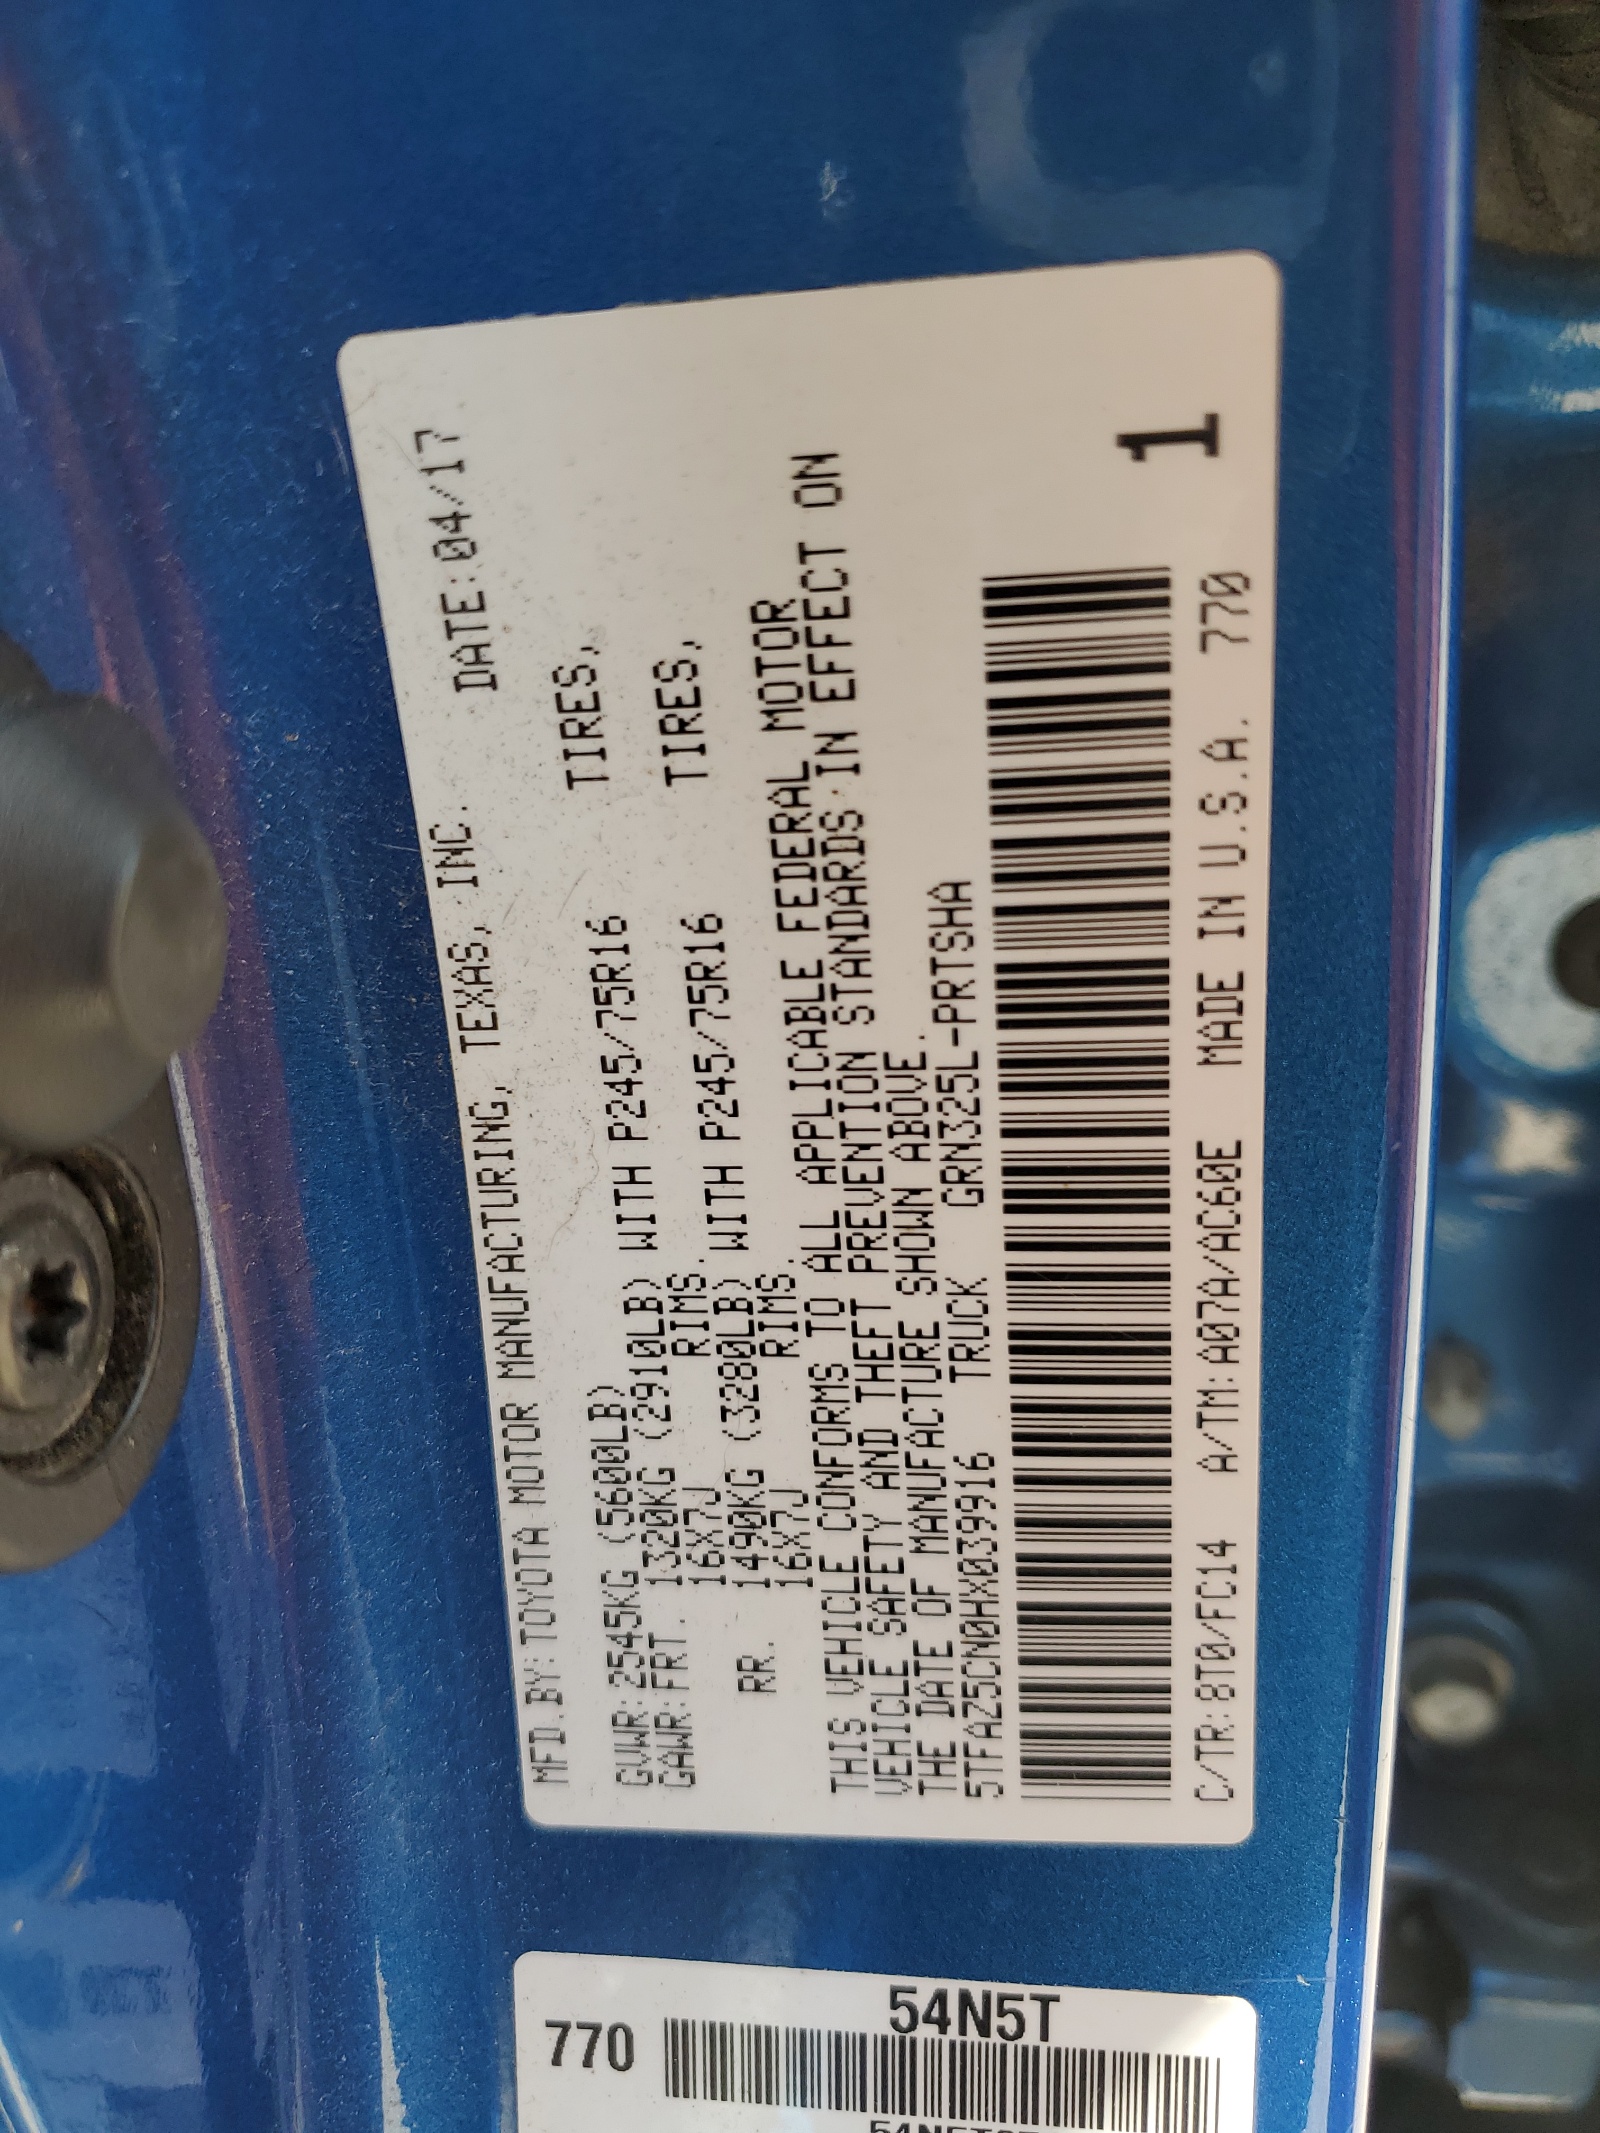 MFD.BY:TOYOTA MOTOR MANUFACTURING, TEXAS, INC. DATE:04/17
GVWR:2545KG (5600LB)
GAWR:FRT. 1320KG (2910LB) WITH P245/75R16 TIRES,
16X7J RIMS.
RR. 1490KG (3280LB) WITH P245/75R16 TIRES,
16X7J RIMS.
THIS VEHICLE CONFORMS TO ALL APPLICABLE FEDERAL MOTOR
VEHICLE SAFETY AND THEFT PREVENTION STANDARDS IN EFFECT ON
THE DATE OF MANUFACTURE SHOWN ABOVE.
5TFAZ5CN0HX039916 TRUCK GRN325L-PRTSHA
1
C/TR:8T0/FC14 A/TM:A07A/AC60E MADE IN U.S.A. 770
54N5T
770